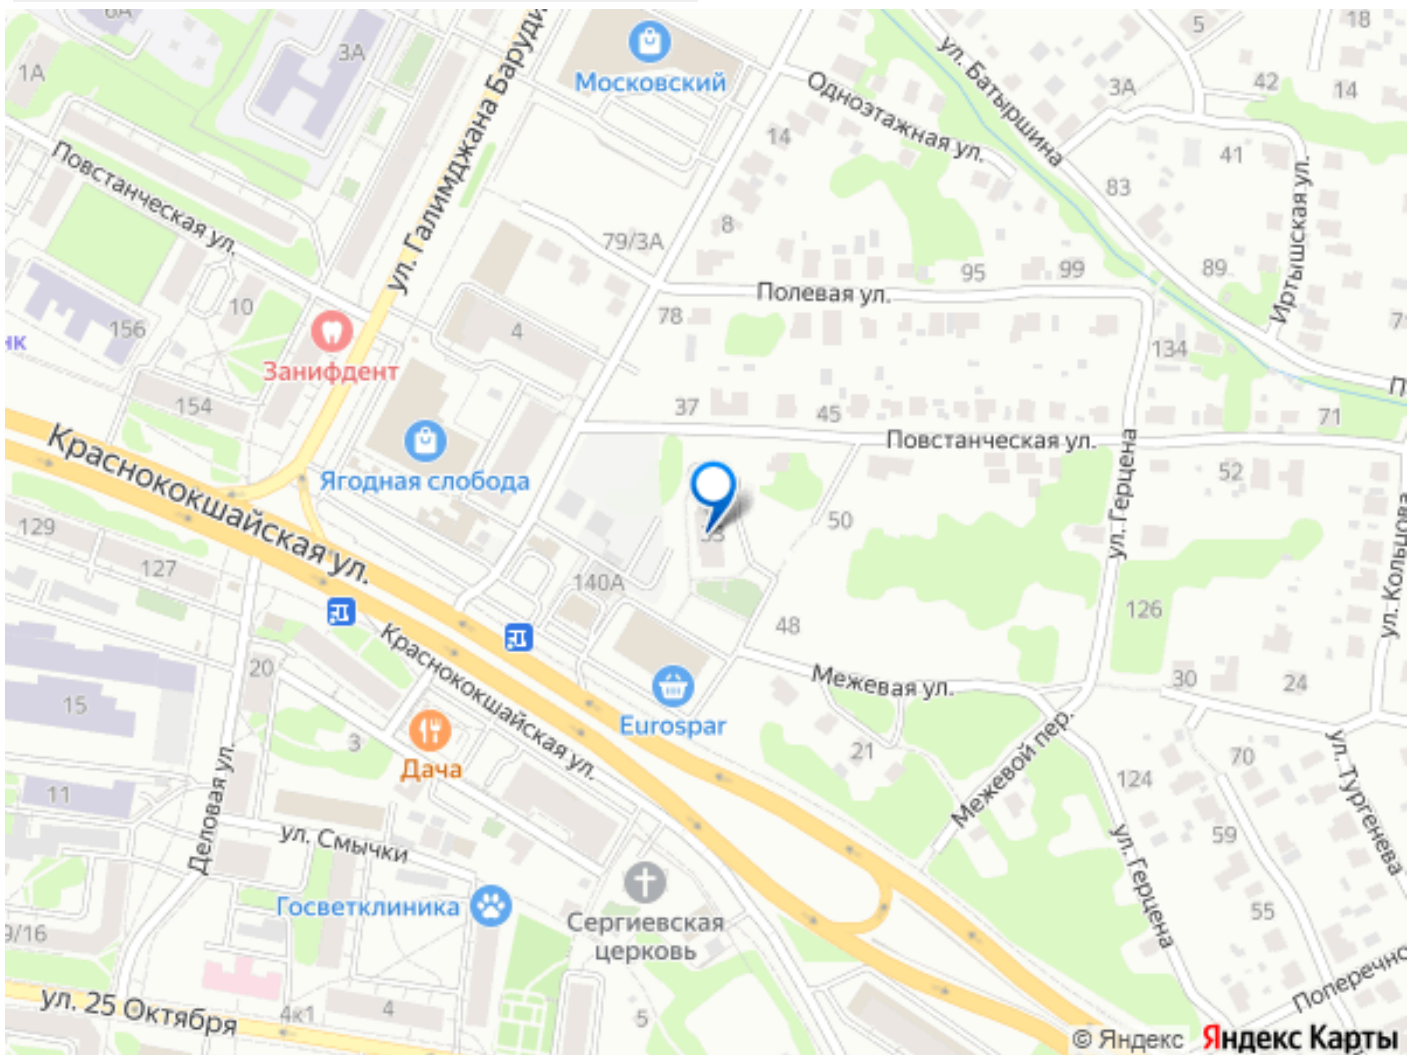 6А
3А
1А
Московский
5
18
42
14
3А
ул. Батыршина
Одноэтажная ул.
14
41
83
Иртышская ул.
ул. Галимджана Баруди
Повстанческая ул.
8
79/3А
95
99
89
Полевая ул.
10
156
78
4
134
Занифдент
154
37
45
71
Краснококшайская ул.
Ягодная слобода
Повстанческая ул.
52
ул. Герцена
50
129
127
140А
ул. Кольцова
126
48
20
Краснококшайская ул.
Межевая ул.
30
24
15
Eurospar
3
Дача
21
Межевой пер.
70
124
ул. Тургенева
11
Деловая ул.
ул. Смычки
59
ул. Герцена
Госветклиника
Сергиевская
церковь
55
9/16
ул. 25 Октября
4к1
4
5
Поперечно
© Яндекс Яндекс Карты